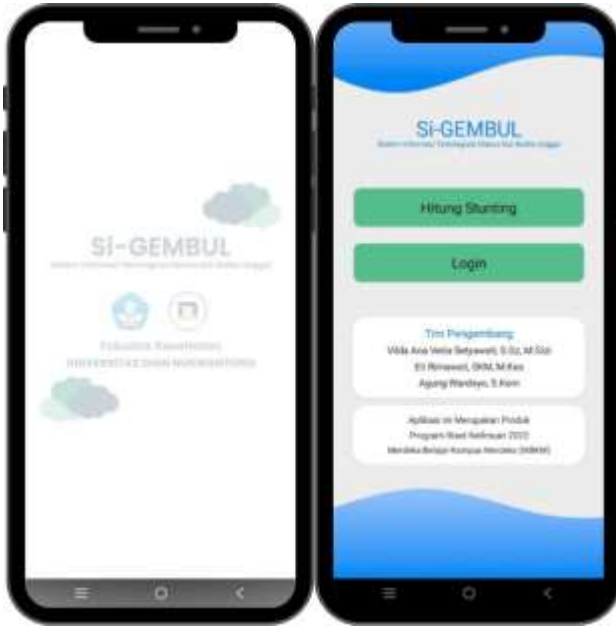 Si-GEMBUL
Fakultas Kesehatan
UNIVERSITAS DIAN NUSWANTORO
Si-GEMBUL
Hitung Stunting
Login
Tim Pengembang
Vilda Ana Veria Setyawati, S.Gz, M.Gizi
Eti Rimawati, SKM, M.Kes
Agung Wardoyo, S.Kom
Aplikasi ini Merupakan Produk
Program Riset Keilmuan
Merdeka Belajar Kampus Merdeka (MBKM)